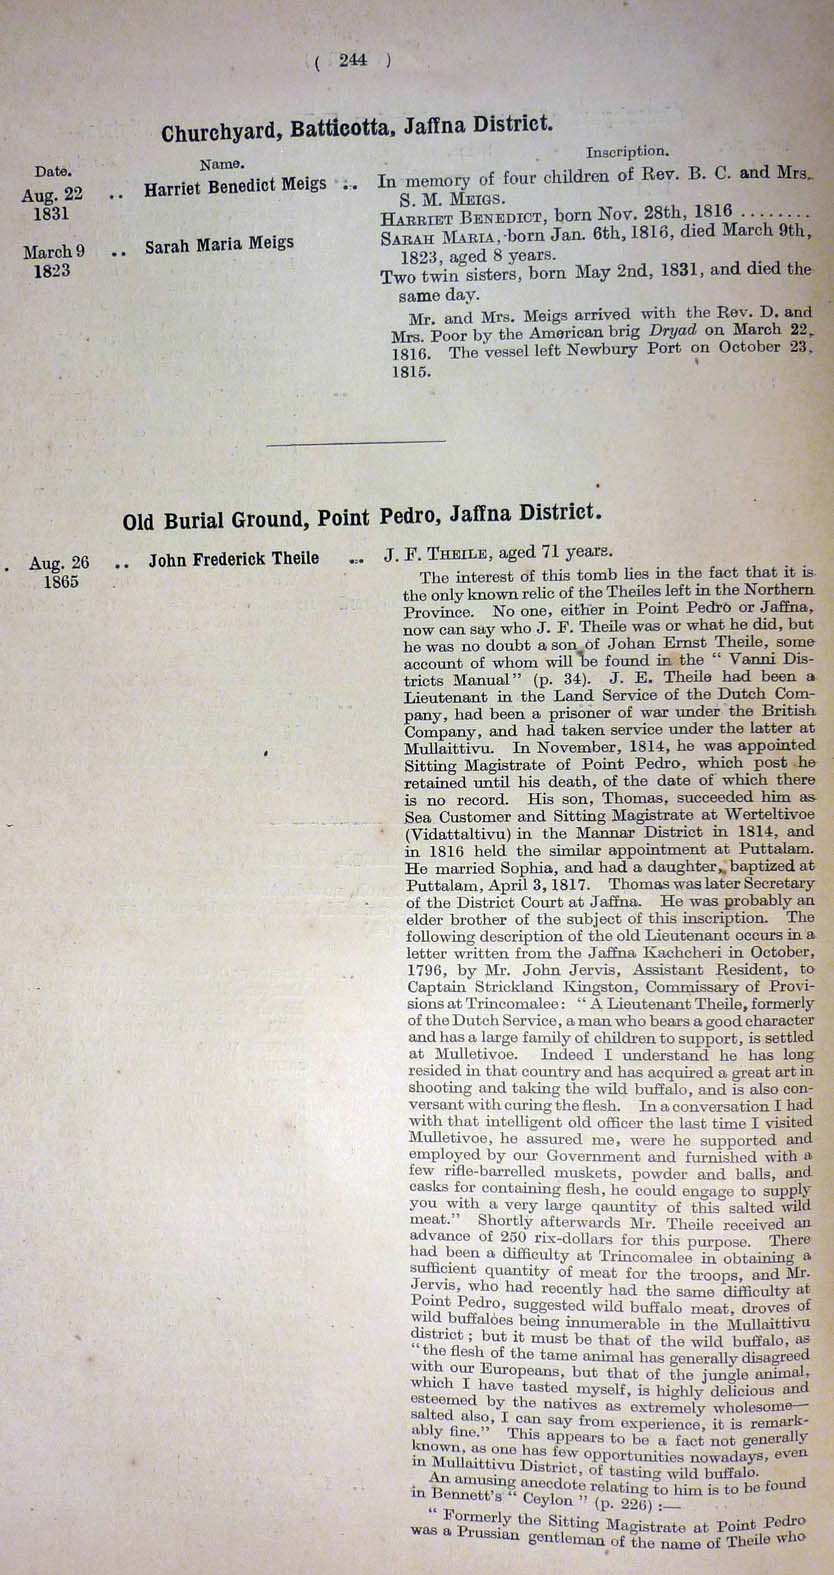 ( 244 )
Churchyard, Batticotta, Jaffna District.
Date. Name. Inscription.
Aug. 22 .. Harriet Benedict Meigs .. In memory of four children of Rev. B. C. and Mrs.
1831 S. M. MEIGS.
HARRIET BENEDICT, born Nov. 28th, 1816 ........
March 9 .. Sarah Maria Meigs SARAH MARIA, born Jan. 6th, 1816, died March 9th,
1823 1823, aged 8 years.
Two twin sisters, born May 2nd, 1831, and died the
same day.
Mr. and Mrs. Meigs arrived with the Rev. D. and
Mrs. Poor by the American brig Dryad on March 22,
1816. The vessel left Newbury Port on October 23,
1815.
Old Burial Ground, Point Pedro, Jaffna District.
Aug. 26 .. John Frederick Theile .. J. F. THEILE, aged 71 years.
1865
The interest of this tomb lies in the fact that it is
the only known relic of the Theiles left in the Northern
Province. No one, either in Point Pedro or Jaffna,
now can say who J. F. Theile was or what he did, but
he was no doubt a son of Johan Ernst Theile, some
account of whom will be found in the "Vanni Dis-
tricts Manual" (p. 34). J. E. Theile had been a
Lieutenant in the Land Service of the Dutch Com-
pany, had been a prisoner of war under the British
Company, and had taken service under the latter at
Mullaittivu. In November, 1814, he was appointed
Sitting Magistrate of Point Pedro, which post he
retained until his death, of the date of which there
is no record. His son, Thomas, succeeded him as
Sea Customer and Sitting Magistrate at Werteltivoe
(Vidattaltivu) in the Mannar District in 1814, and
in 1816 held the similar appointment at Puttalam.
He married Sophia, and had a daughter, baptized at
Puttalam, April 3, 1817. Thomas was later Secretary
of the District Court at Jaffna. He was probably an
elder brother of the subject of this inscription. The
following description of the old Lieutenant occurs in a
letter written from the Jaffna Kachcheri in October,
1796, by Mr. John Jervis, Assistant Resident, to
Captain Strickland Kingston, Commissary of Provi-
sions at Trincomalee: "A Lieutenant Theile, formerly
of the Dutch Service, a man who bears a good character
and has a large family of children to support, is settled
at Mulletivoe. Indeed I understand he has long
resided in that country and has acquired a great art in
shooting and taking the wild buffalo, and is also con-
versant with curing the flesh. In a conversation I had
with that intelligent old officer the last time I visited
Mulletivoe, he assured me, were he supported and
employed by our Government and furnished with a
few rifle-barrelled muskets, powder and balls, and
casks for containing flesh, he could engage to supply
you with a very large qauntity of this salted wild
meat." Shortly afterwards Mr. Theile received an
advance of 250 rix-dollars for this purpose. There
had been a difficulty at Trincomalee in obtaining a
sufficient quantity of meat for the troops, and Mr.
Jervis, who had recently had the same difficulty at
Point Pedro, suggested wild buffalo meat, droves of
wild buffaloes being innumerable in the Mullaittivu
district; but it must be that of the wild buffalo, as
"the flesh of the tame animal has generally disagreed
with our Europeans, but that of the jungle animal,
which I have tasted myself, is highly delicious and
esteemed by the natives as extremely wholesome—
salted also, I can say from experience, it is remark-
ably fine." This appears to be a fact not generally
known, as one has few opportunities nowadays, even
in Mullaittivu District, of tasting wild buffalo.
An amusing anecdote relating to him is to be found
in Bennett's "Ceylon" (p. 226) :—
"Formerly the Sitting Magistrate at Point Pedro
was a Prussian gentleman of the name of Theile who